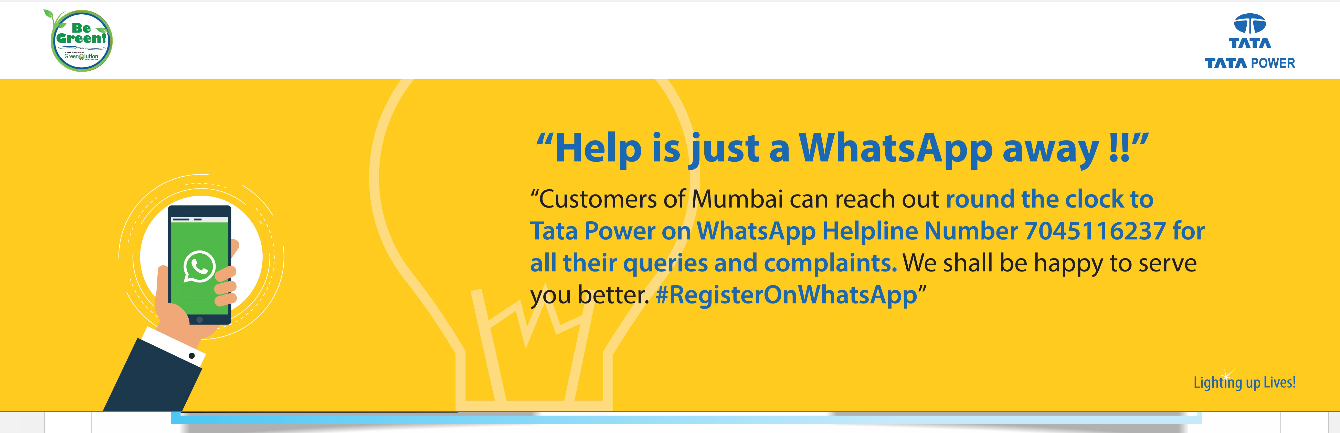 Be
Green!
Greenolution
TATA
TATA POWER
“Help is just a WhatsApp away !!”
“Customers of Mumbai can reach out round the clock to
Tata Power on WhatsApp Helpline Number 7045116237 for
all their queries and complaints. We shall be happy to serve
you better. #RegisterOnWhatsApp”
Lighting up Lives!